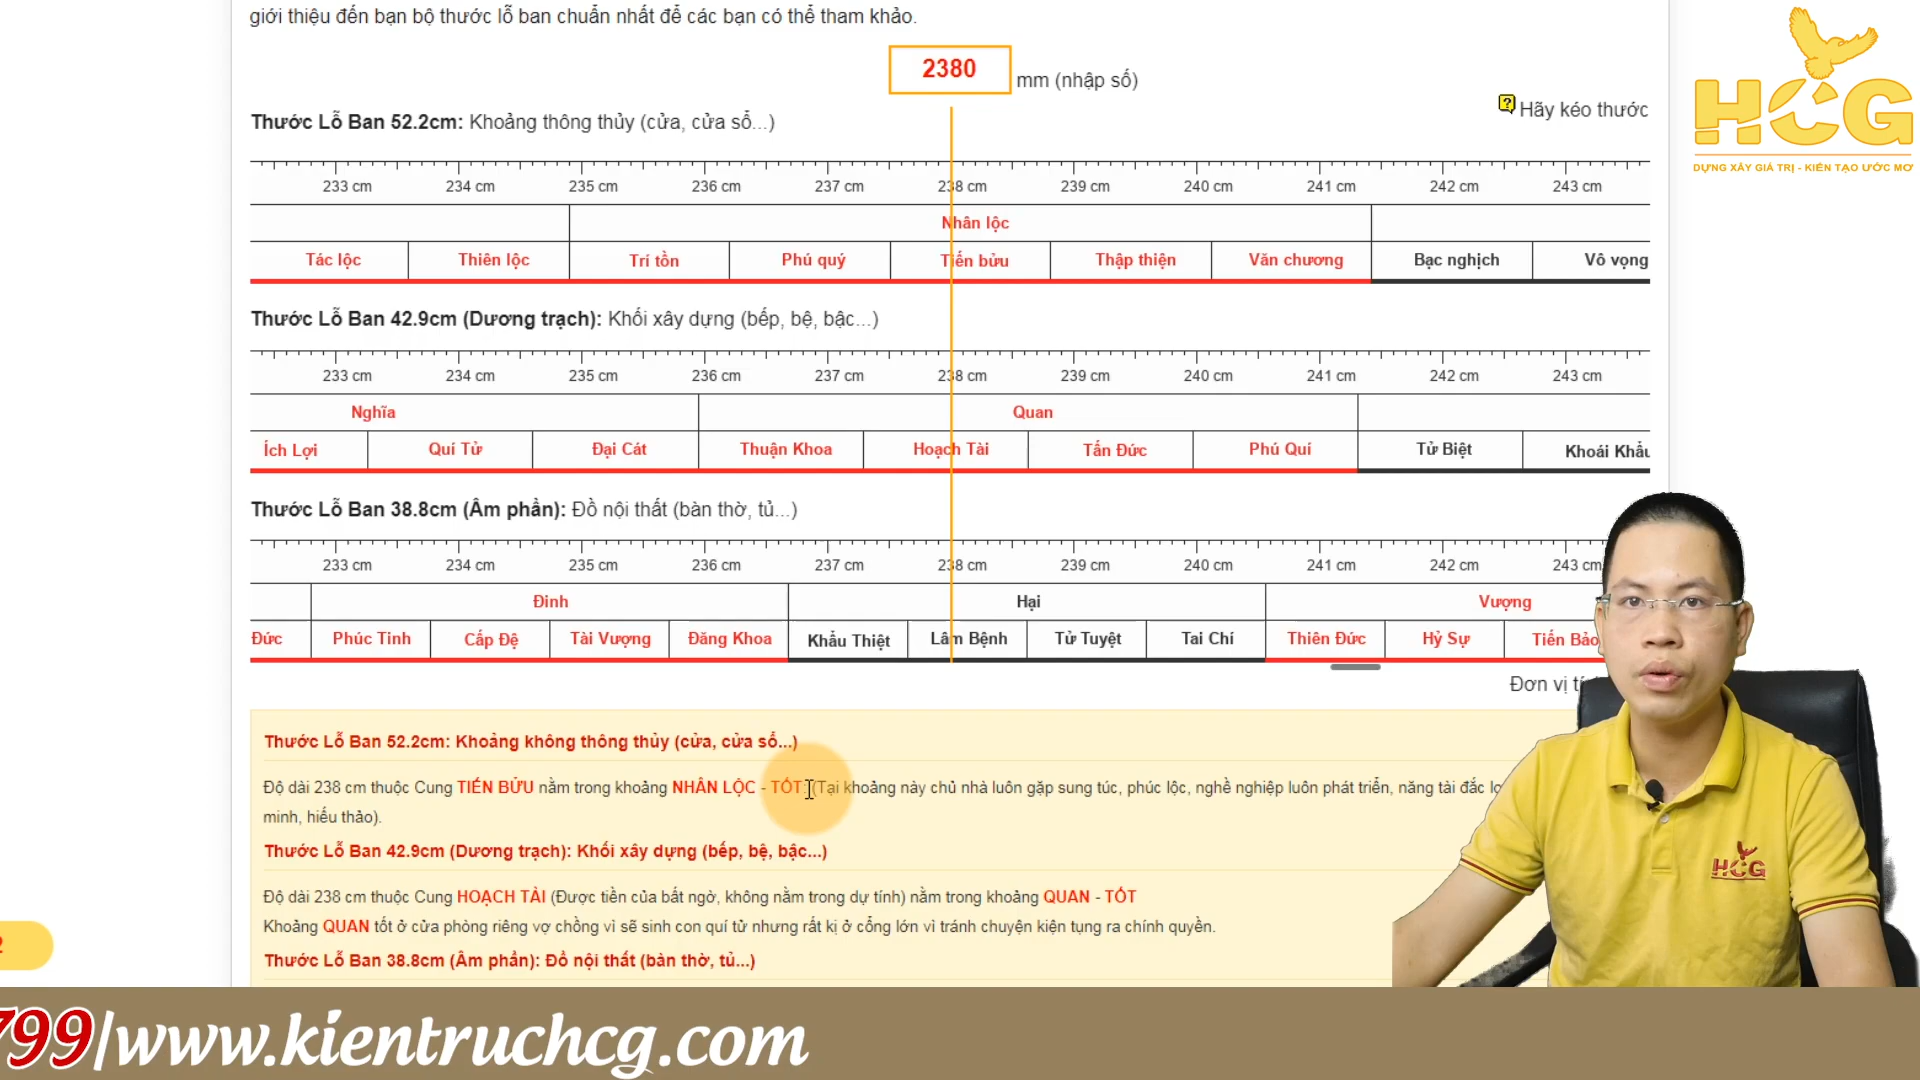 giới thiệu đến bạn bộ thước lỗ ban chuẩn nhất để các bạn có thể tham khảo.
2380 mm (nhập số)
HCG
DỰNG XÂY GIÁ TRỊ - KIẾN TẠO ƯỚC MƠ
Thước Lỗ Ban 52.2cm: Khoảng thông thủy (cửa, cửa sổ...)
? Hãy kéo thước
233 cm 234 cm 235 cm 236 cm 237 cm 238 cm 239 cm 240 cm 241 cm 242 cm 243 cm
Nhân lộc
Tác lộc Thiên lộc Trí tồn Phú quý Tiến bửu Thập thiện Văn chương Bạc nghịch Vô vọng
Thước Lỗ Ban 42.9cm (Dương trạch): Khối xây dựng (bếp, bệ, bậc...)
233 cm 234 cm 235 cm 236 cm 237 cm 238 cm 239 cm 240 cm 241 cm 242 cm 243 cm
Nghĩa Quan
Ích Lợi Quí Tử Đại Cát Thuận Khoa Hoạch Tài Tấn Đức Phú Quí Tử Biệt Khoái Khẩu
Thước Lỗ Ban 38.8cm (Âm phần): Đồ nội thất (bàn thờ, tủ...)
233 cm 234 cm 235 cm 236 cm 237 cm 238 cm 239 cm 240 cm 241 cm 242 cm 243 cm
Đinh Hại Vượng
Đức Phúc Tinh Cấp Đệ Tài Vượng Đăng Khoa Khẩu Thiệt Lâm Bệnh Tử Tuyệt Tai Chí Thiên Đức Hỷ Sự Tiến Bảo
Đơn vị
Thước Lỗ Ban 52.2cm: Khoảng không thông thủy (cửa, cửa sổ...)
Độ dài 238 cm thuộc Cung TIẾN BỬU nằm trong khoảng NHÂN LỘC - TỐT: (Tại khoảng này chủ nhà luôn gặp sung túc, phúc lộc, nghề nghiệp luôn phát triển, năng tài đắc
minh, hiếu thảo).
Thước Lỗ Ban 42.9cm (Dương trạch): Khối xây dựng (bếp, bệ, bậc...)
Độ dài 238 cm thuộc Cung HOẠCH TÀI (Được tiền của bất ngờ, không nằm trong dự tính) nằm trong khoảng QUAN - TỐT
Khoảng QUAN tốt ở cửa phòng riêng vợ chồng vì sẽ sinh con quí tử nhưng rất kị ở cổng lớn vì tránh chuyện kiện tụng ra chính quyền.
Thước Lỗ Ban 38.8cm (Âm phần): Đồ nội thất (bàn thờ, tủ...)
HCG
2
799/www.kientruchcg.com